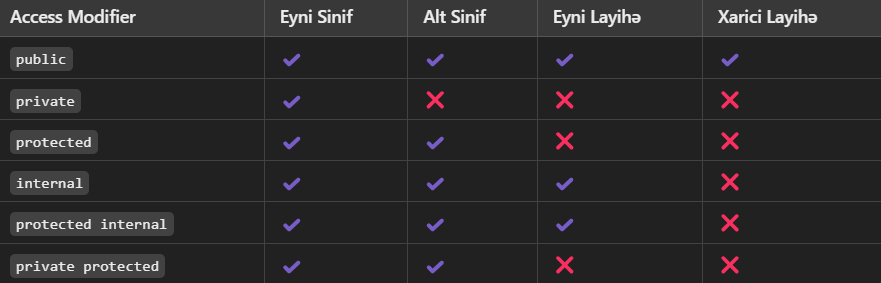 Access Modifier Eyni Sinif Alt Sinif Eyni Layihə Xarici Layihə
public
private
protected
internal
protected internal
private protected